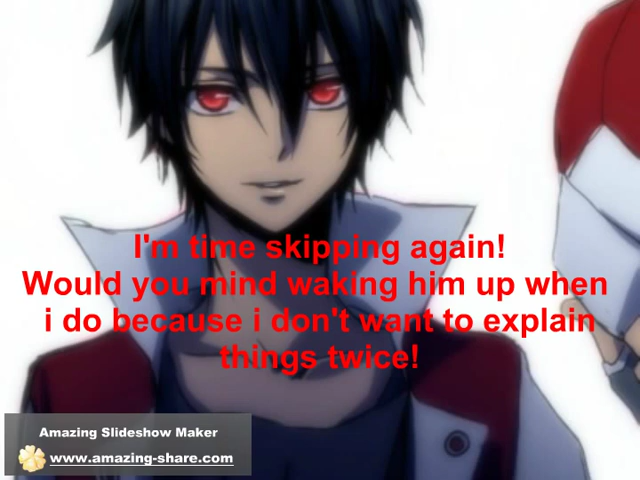 I'm time skipping again!
Would you mind waking him up when
i do because i don't want to explain
things twice!
Amazing Slideshow Maker
www.amazing-share.com